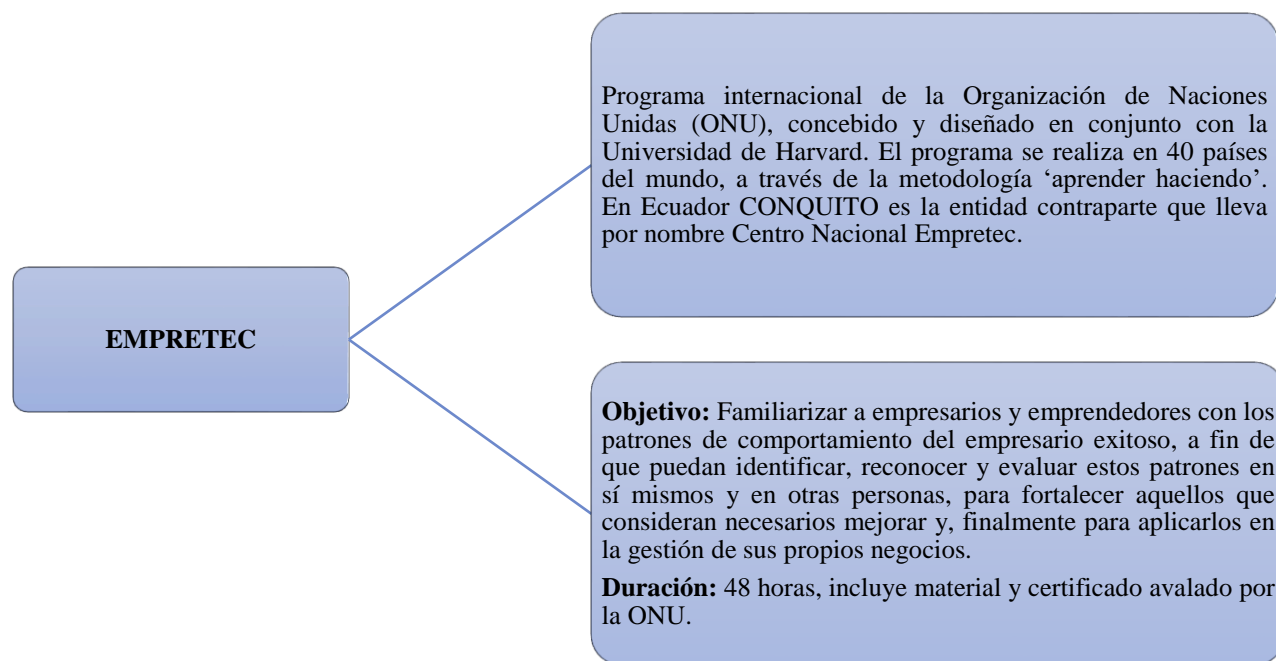 EMPRETEC
Programa internacional de la Organización de Naciones
Unidas (ONU), concebido y diseñado en conjunto con la
Universidad de Harvard. El programa se realiza en 40 países
del mundo, a través de la metodología ‘aprender haciendo’.
En Ecuador CONQUITO es la entidad contraparte que lleva
por nombre Centro Nacional Empretec.
Objetivo: Familiarizar a empresarios y emprendedores con los
patrones de comportamiento del empresario exitoso, a fin de
que puedan identificar, reconocer y evaluar estos patrones en
sí mismos y en otras personas, para fortalecer aquellos que
consideran necesarios mejorar y, finalmente para aplicarlos en
la gestión de sus propios negocios.
Duración: 48 horas, incluye material y certificado avalado por
la ONU.